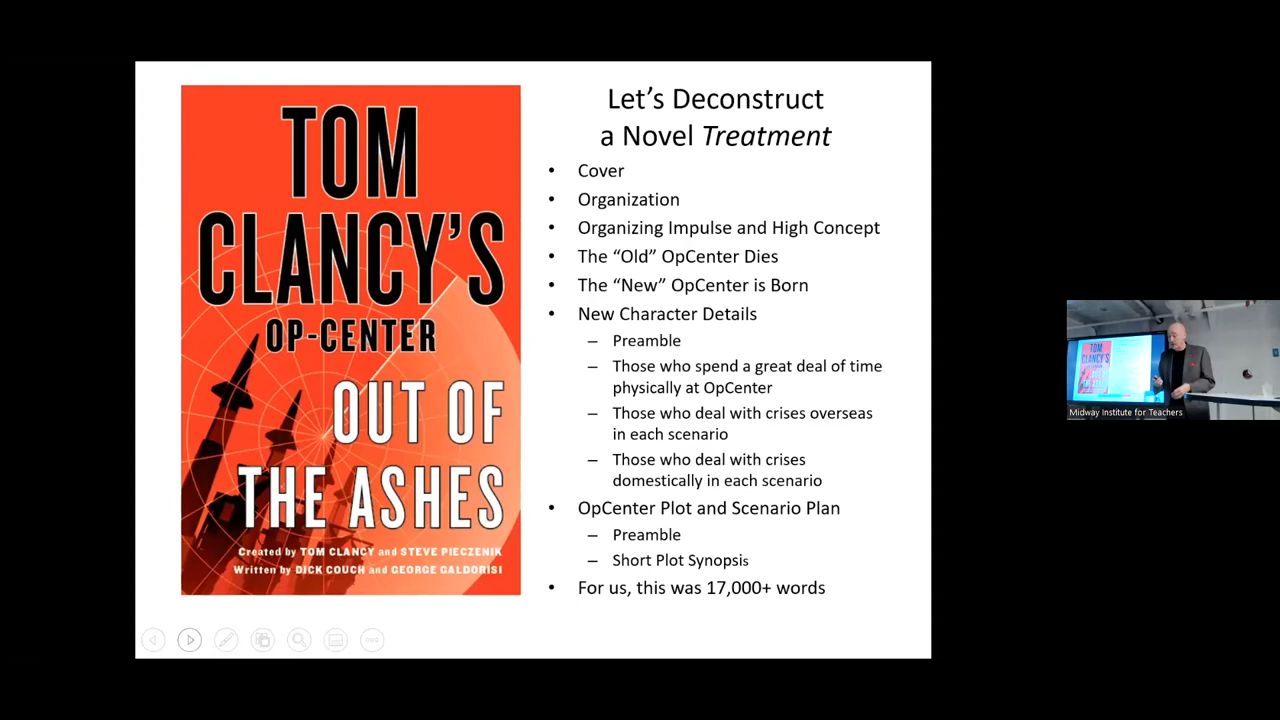 TOM
CLANCY'S
OP-CENTER
OUT OF
THE ASHES
Created by TOM CLANCY and STEVE PIECZENIK
Written by DICK COUCH and GEORGE GALDORISI
Let's Deconstruct
a Novel Treatment
• Cover
• Organization
• Organizing Impulse and High Concept
• The “Old” OpCenter Dies
• The “New” OpCenter is Born
• New Character Details
– Preamble
– Those who spend a great deal of time
physically at OpCenter
– Those who deal with crises overseas
in each scenario
– Those who deal with crises
domestically in each scenario
• OpCenter Plot and Scenario Plan
– Preamble
– Short Plot Synopsis
• For us, this was 17,000+ words
TOM
CLANCY'S
Midway Institute for Teachers